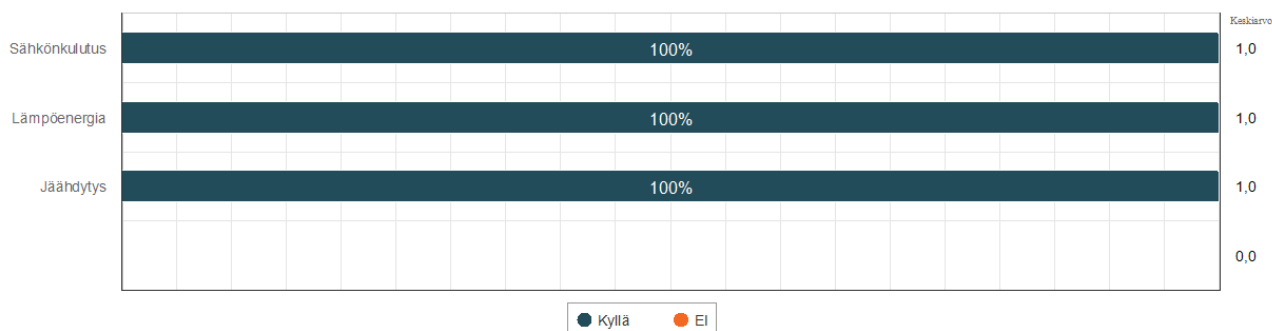 Keskiarvo
Sähkönkulutus 100% 1,0
Lämpöenergia 100% 1,0
Jäähdytys 100% 1,0
0,0
Kyllä EI